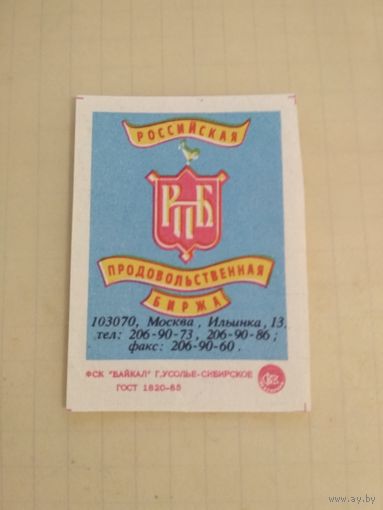 РОССИЙСКАЯ
РПБ
ПРОДОВОЛЬСТВЕННАЯ
БИРЖА
103070, Москва, Ильинка, 13,
тел: 206-90-73, 206-90-86;
факс: 206-90-60.
ФСК "БАЙКАЛ" Г.УСОЛЬЕ-СИБИРСКОЕ
ГОСТ 1820-85
www.ay.by